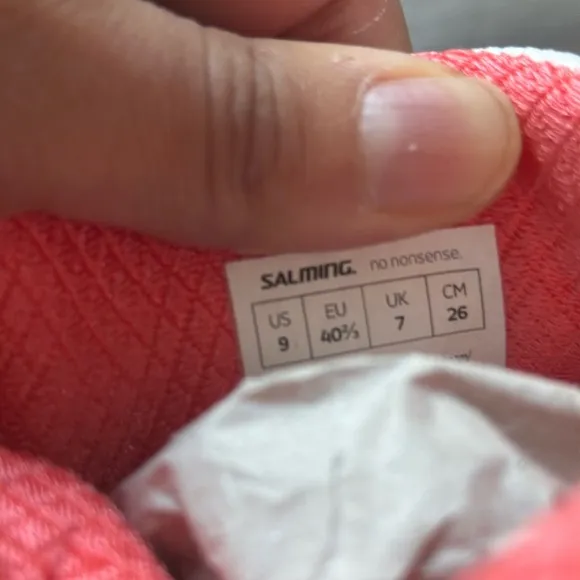 SALMING. no nonsense.
US EU UK CM
9 40⅔ 7 26